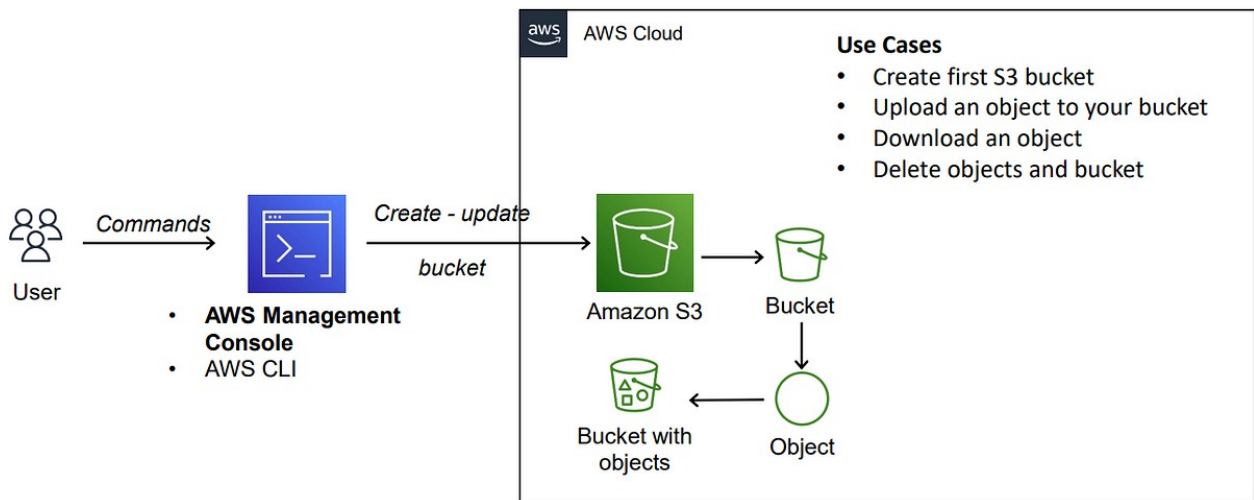 aws
AWS Cloud
Use Cases
• Create first S3 bucket
• Upload an object to your bucket
• Download an object
• Delete objects and bucket
User
Commands
• AWS Management
Console
• AWS CLI
Create - update
bucket
Amazon S3
Bucket
Object
Bucket with
objects